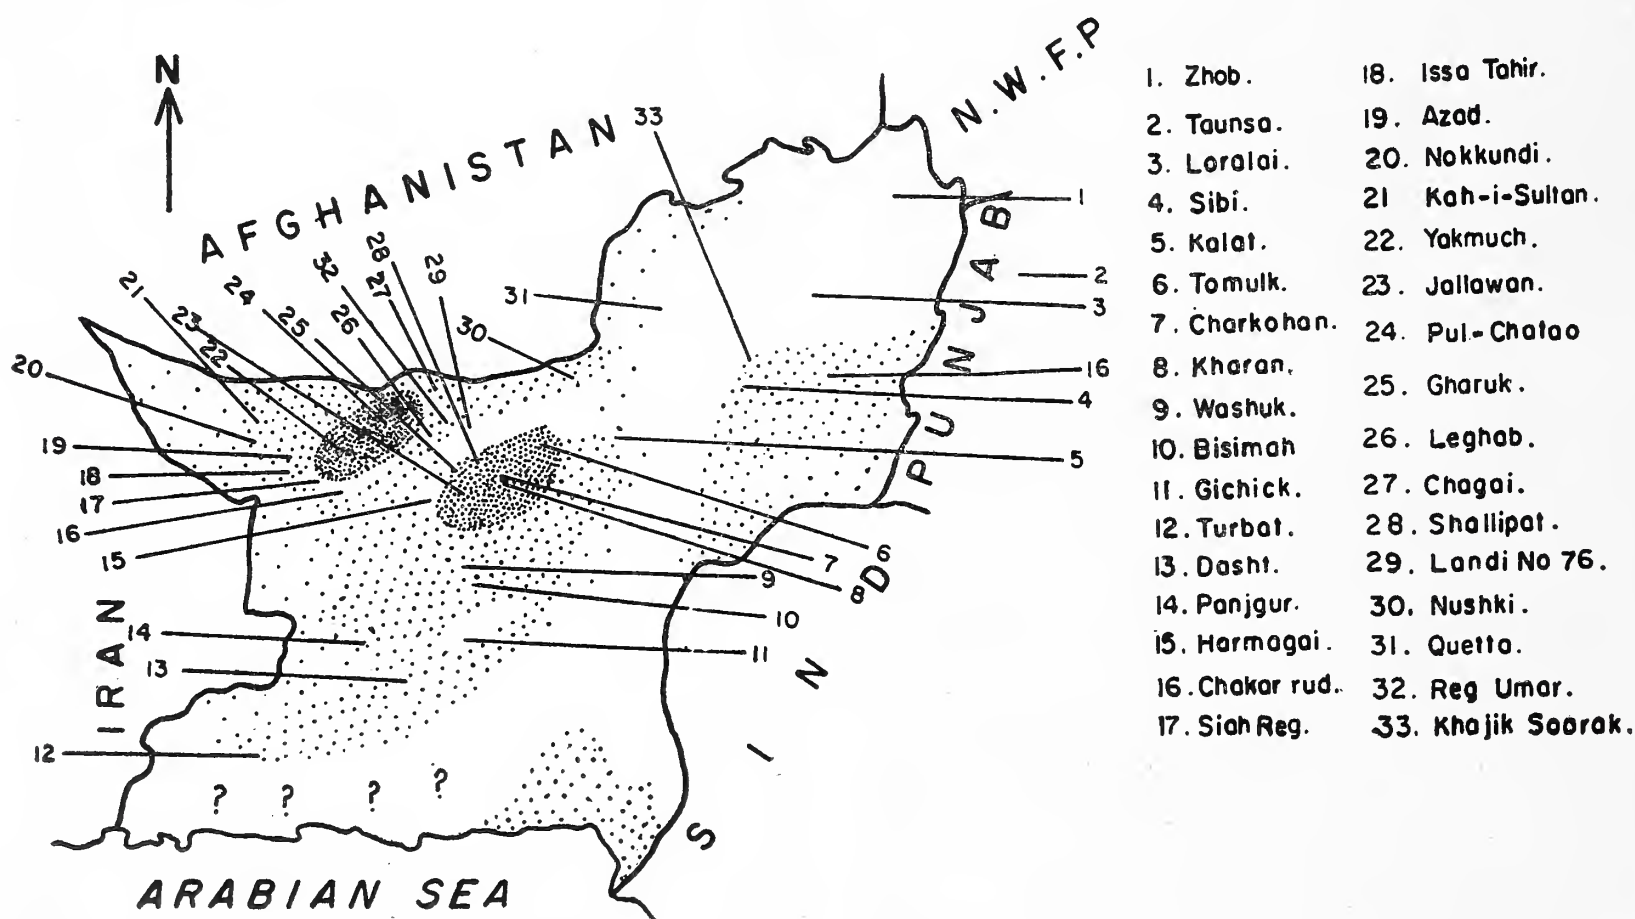 N
AFGHANISTAN
N.W.F.P
PUNJAB
SIND
IRAN
ARABIAN SEA
33
1
28
32
27
29
21
24
2
31
3
23
25
26
30
22
20
16
4
19
5
18
17
16
15
6
7
9
8
10
14
11
13
12
? ? ? ?
1. Zhob.
2. Taunsa.
3. Loralai.
4. Sibi.
5. Kalat.
6. Tomulk.
7. Charkohan.
8. Kharan.
9. Washuk.
10. Bisimah
11. Gichick.
12. Turbat.
13. Dasht.
14. Panjgur.
15. Harmagai.
16. Chakar rud.
17. Siah Reg.
18. Issa Tahir.
19. Azad.
20. Nokkundi.
21 Kah-i-Sultan.
22. Yakmuch.
23. Jallawan.
24. Pul-Chatao
25. Gharuk.
26. Leghab.
27. Chagai.
28. Shallipat.
29. Landi No 76.
30. Nushki.
31. Quetta.
32. Reg Umar.
33. Khajik Soorak.